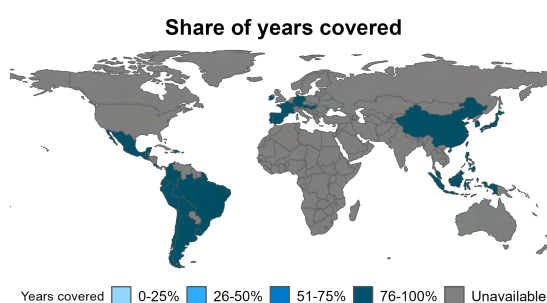 Share of years covered
Years covered 0-25% 26-50% 51-75% 76-100% Unavailable